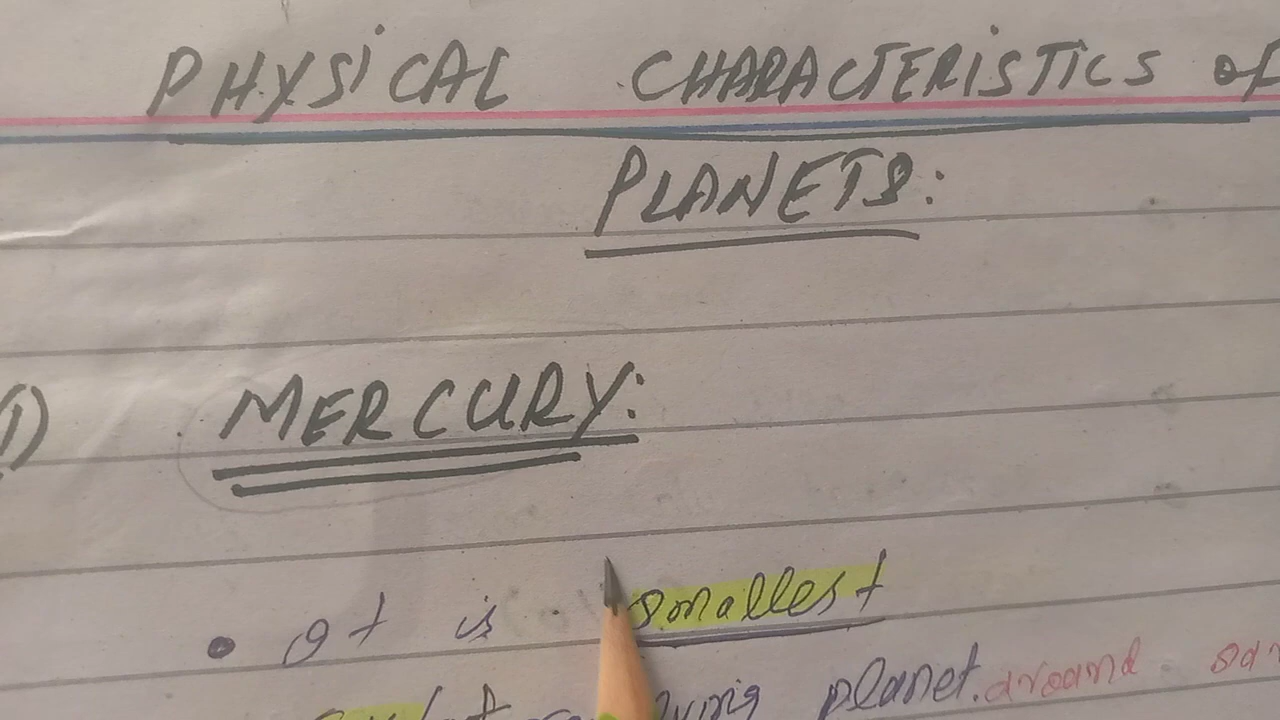 PHYSICAL CHARACTERISTICS of
PLANETS:
(1) MERCURY:
• It is smallest
planet. around